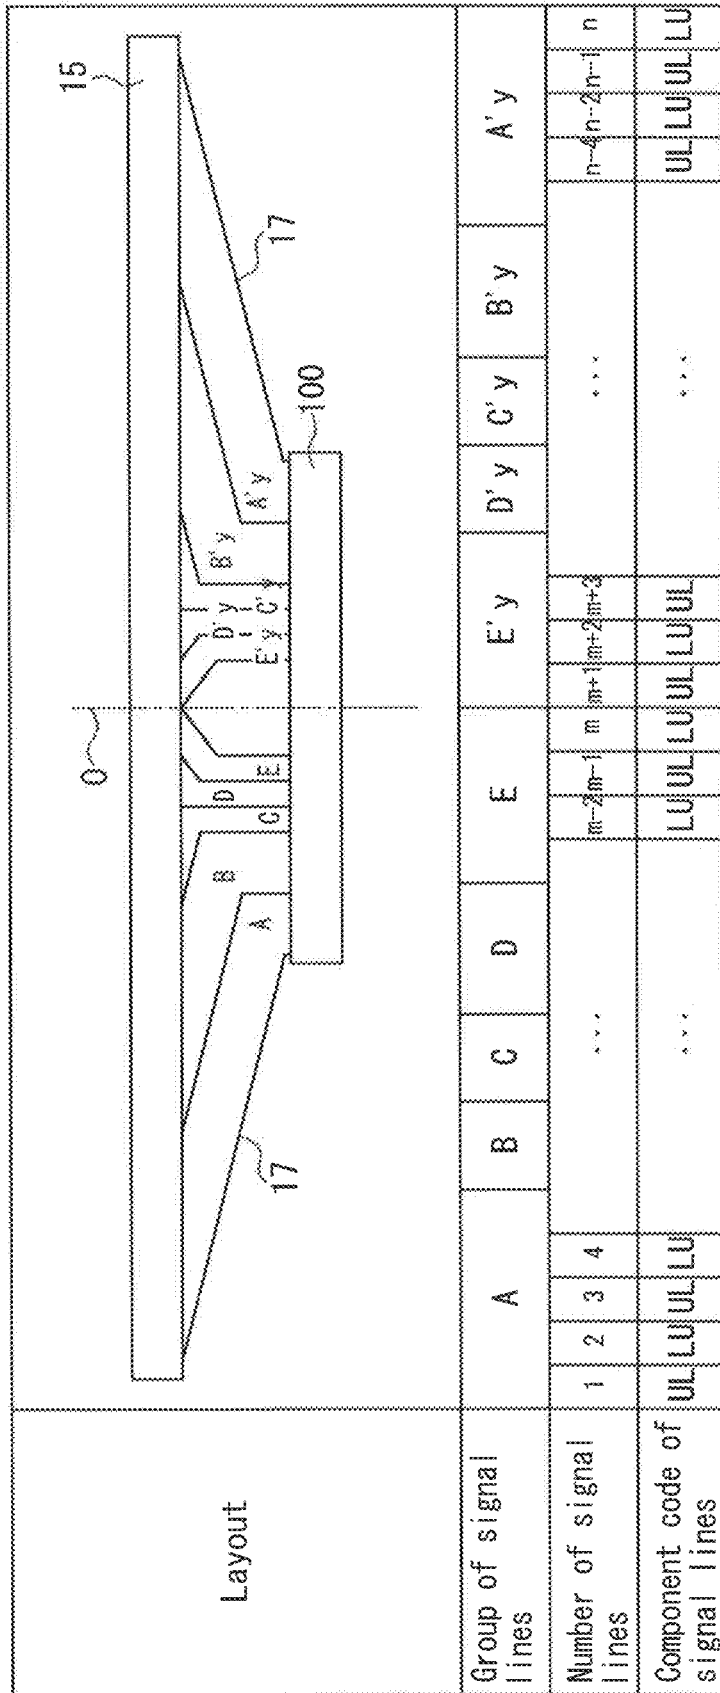 Layout
15
O
17
17
100
A
B
C
D
E
E'y
D'y
C'y
B'y
A'y
Group of signal
lines
A
B
C
D
E
E'y
D'y
C'y
B'y
A'y
Number of signal
lines
1
2
3
4
...
m-2
m-1
m
m+1
m+2
m+3
...
n-4
n-2
n-1
n
Component code of
signal lines
UL
LU
UL
LU
...
LU
UL
LU
UL
LU
UL
...
UL
LU
UL
LU